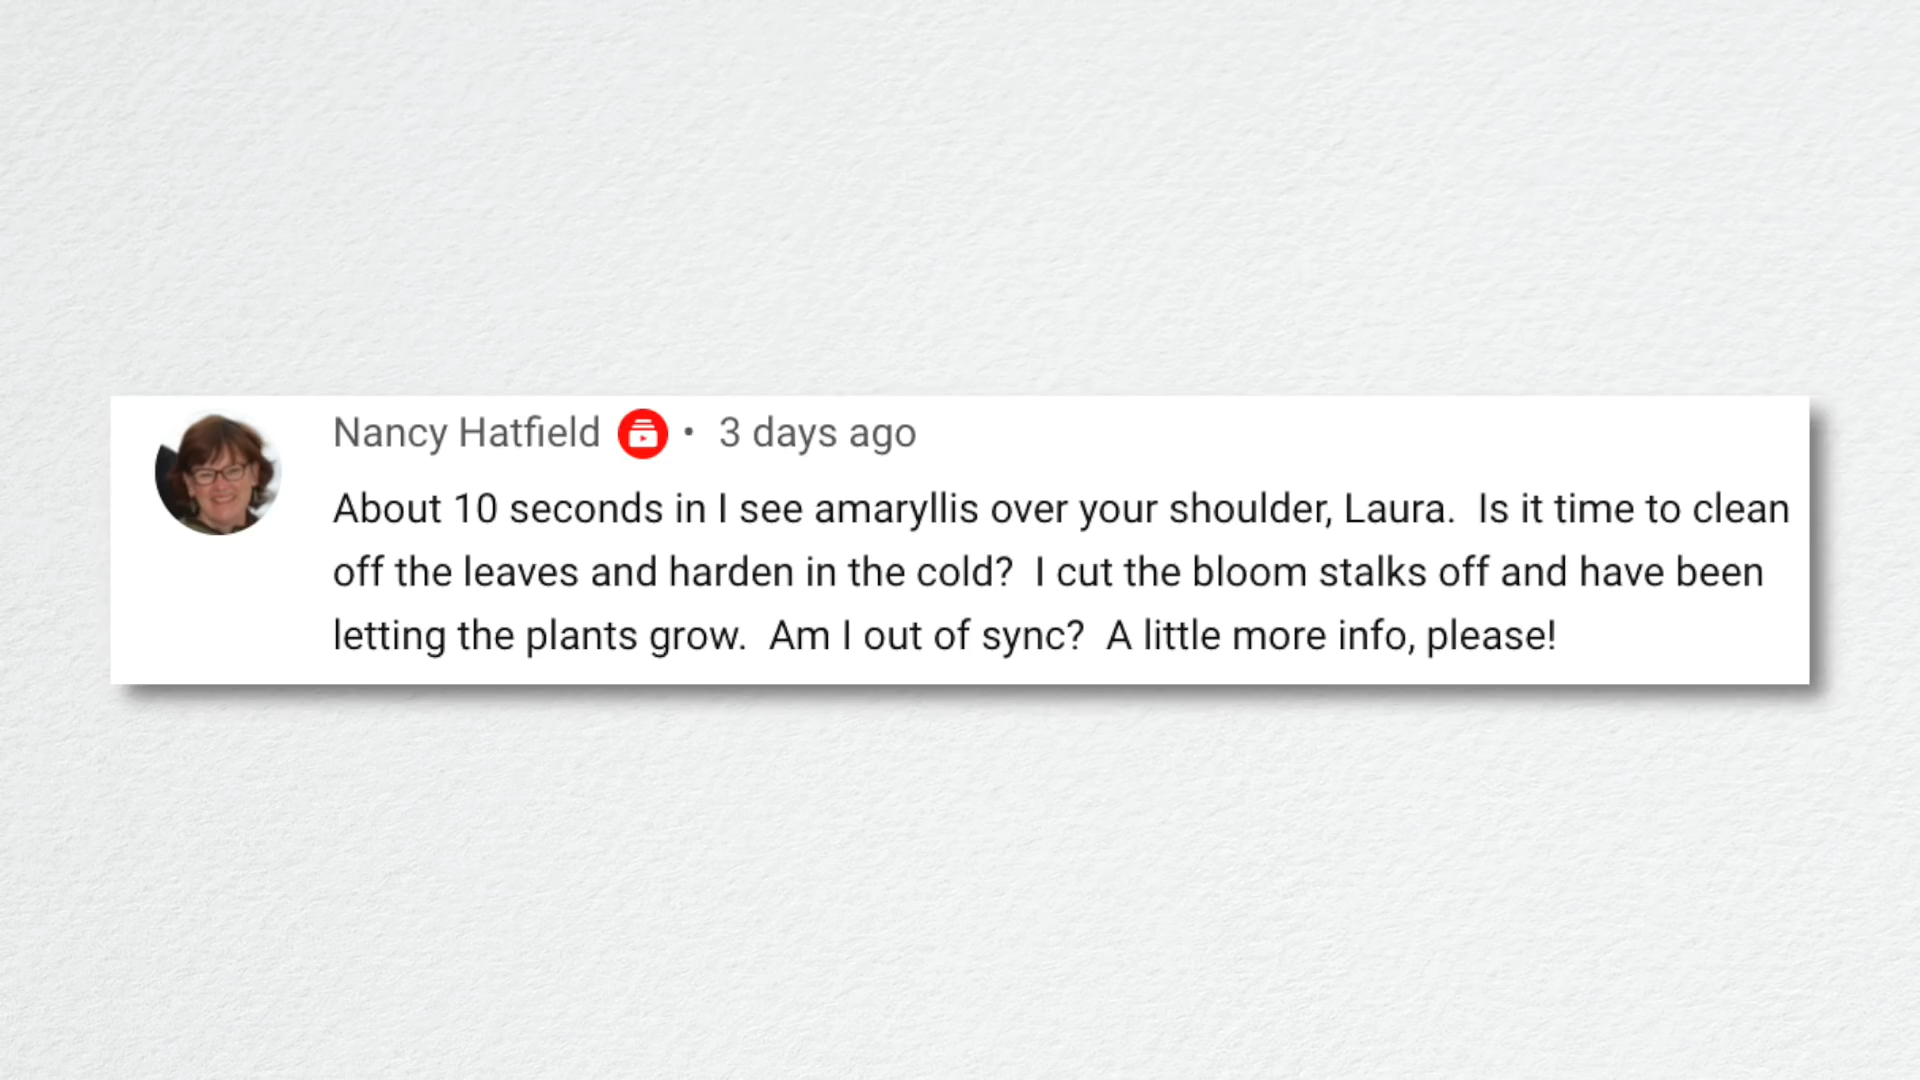 Nancy Hatfield • 3 days ago
About 10 seconds in I see amaryllis over your shoulder, Laura.  Is it time to clean
off the leaves and harden in the cold?  I cut the bloom stalks off and have been
letting the plants grow.  Am I out of sync?  A little more info, please!